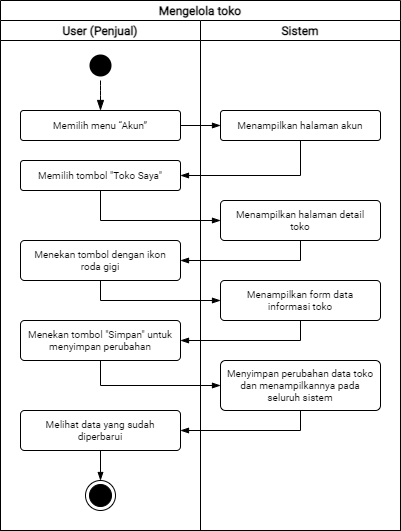 Mengelola toko
User (Penjual)
Sistem
Memilih menu “Akun”
Menampilkan halaman akun
Memilih tombol "Toko Saya"
Menampilkan halaman detail
toko
Menekan tombol dengan ikon
roda gigi
Menampilkan form data
informasi toko
Menekan tombol "Simpan" untuk
menyimpan perubahan
Menyimpan perubahan data toko
dan menampilkannya pada
seluruh sistem
Melihat data yang sudah
diperbarui